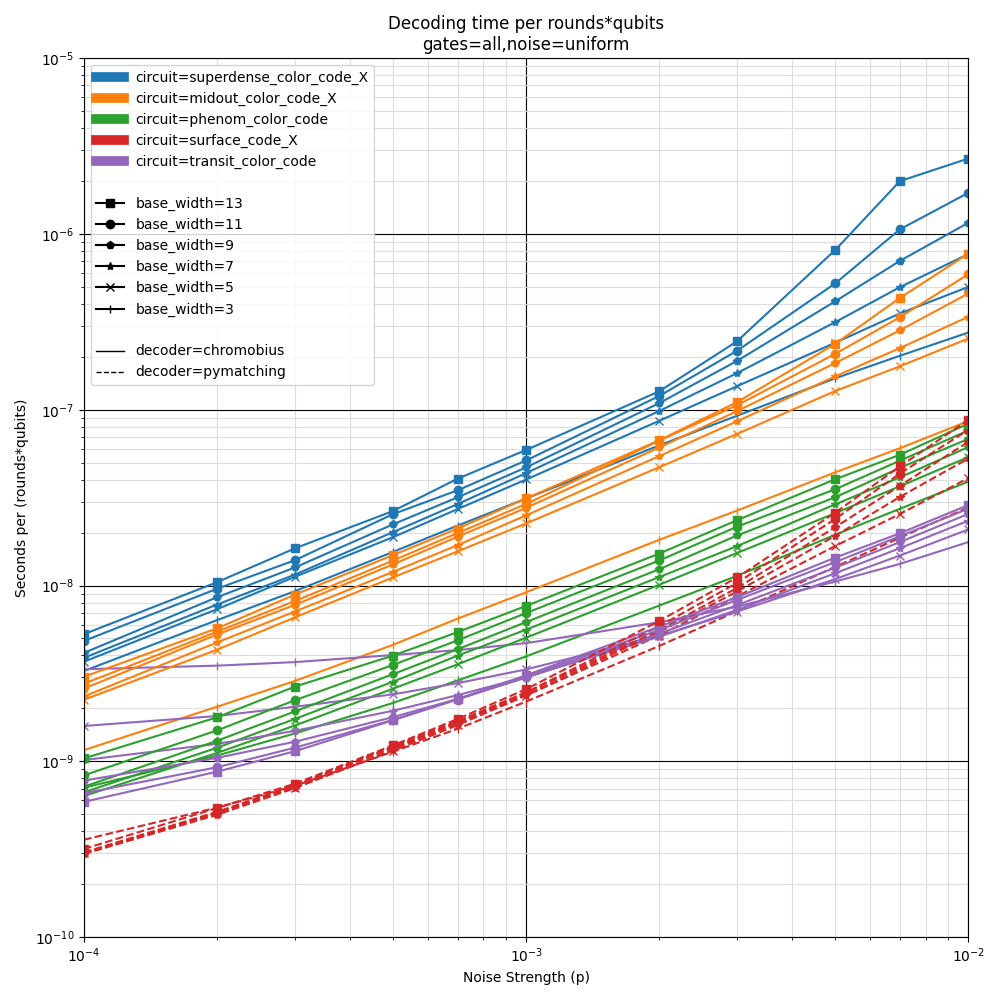 Decoding time per rounds*qubits
gates=all,noise=uniform
10⁻⁵
10⁻⁶
10⁻⁷
10⁻⁸
10⁻⁹
10⁻¹⁰
Seconds per (rounds*qubits)
circuit=superdense_color_code_X
circuit=midout_color_code_X
circuit=phenom_color_code
circuit=surface_code_X
circuit=transit_color_code
base_width=13
base_width=11
base_width=9
base_width=7
base_width=5
base_width=3
decoder=chromobius
decoder=pymatching
10⁻⁴
10⁻³
10⁻²
Noise Strength (p)